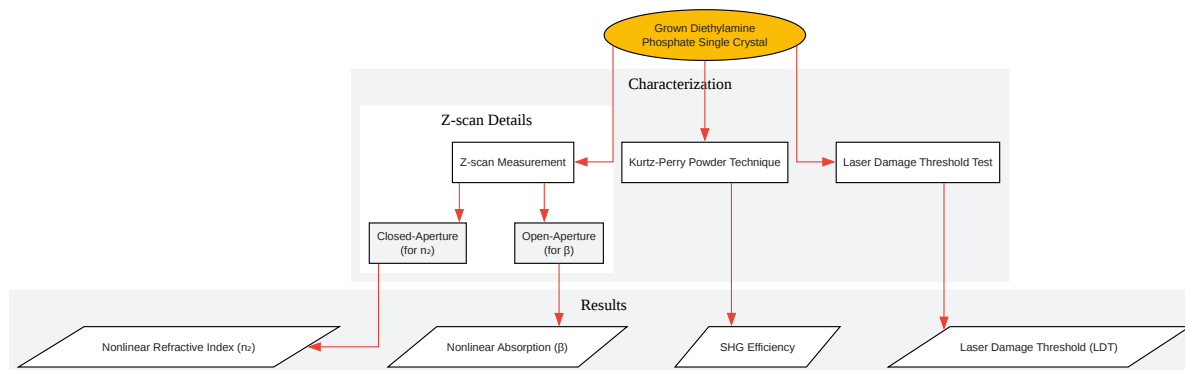 Grown Diethylamine
Phosphate Single Crystal
Characterization
Z-scan Details
Z-scan Measurement
Kurtz-Perry Powder Technique
Laser Damage Threshold Test
Closed-Aperture
(for n₂)
Open-Aperture
(for β)
Results
Nonlinear Refractive Index (n₂)
Nonlinear Absorption (β)
SHG Efficiency
Laser Damage Threshold (LDT)